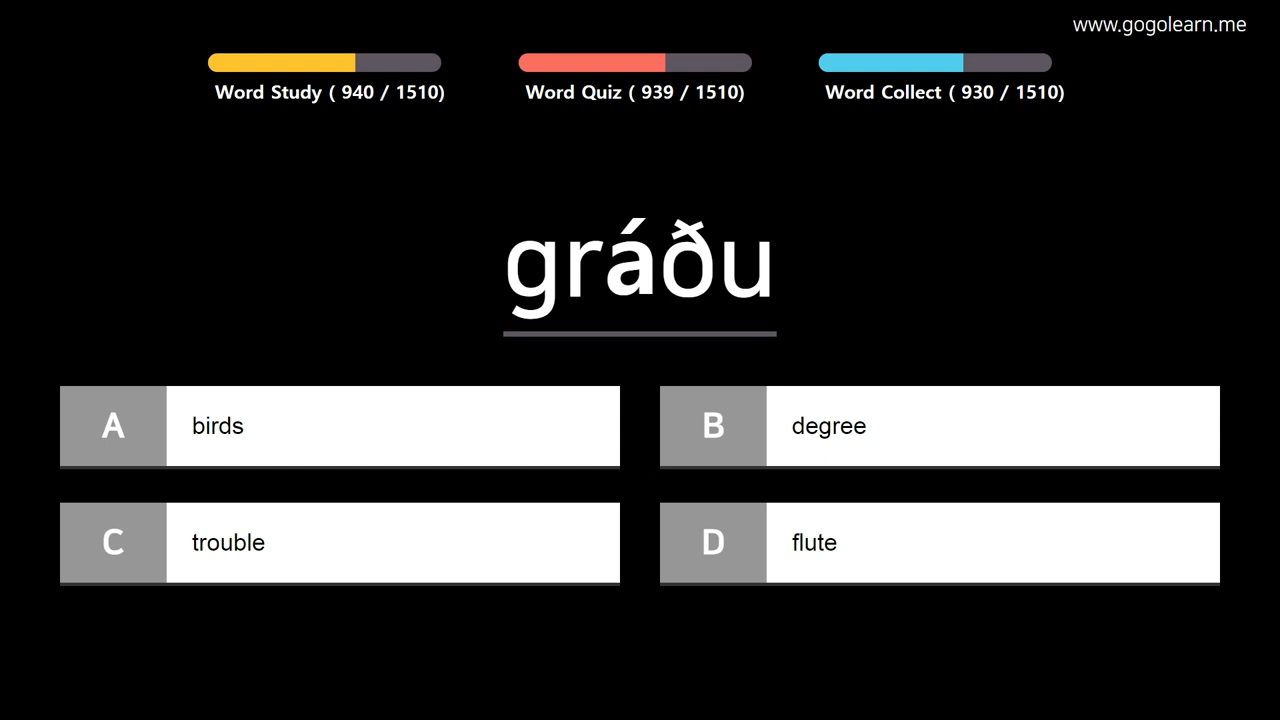 www.gogolearn.me
Word Study ( 940 / 1510)
Word Quiz ( 939 / 1510)
Word Collect ( 930 / 1510)
gráðu
A birds
B degree
C trouble
D flute